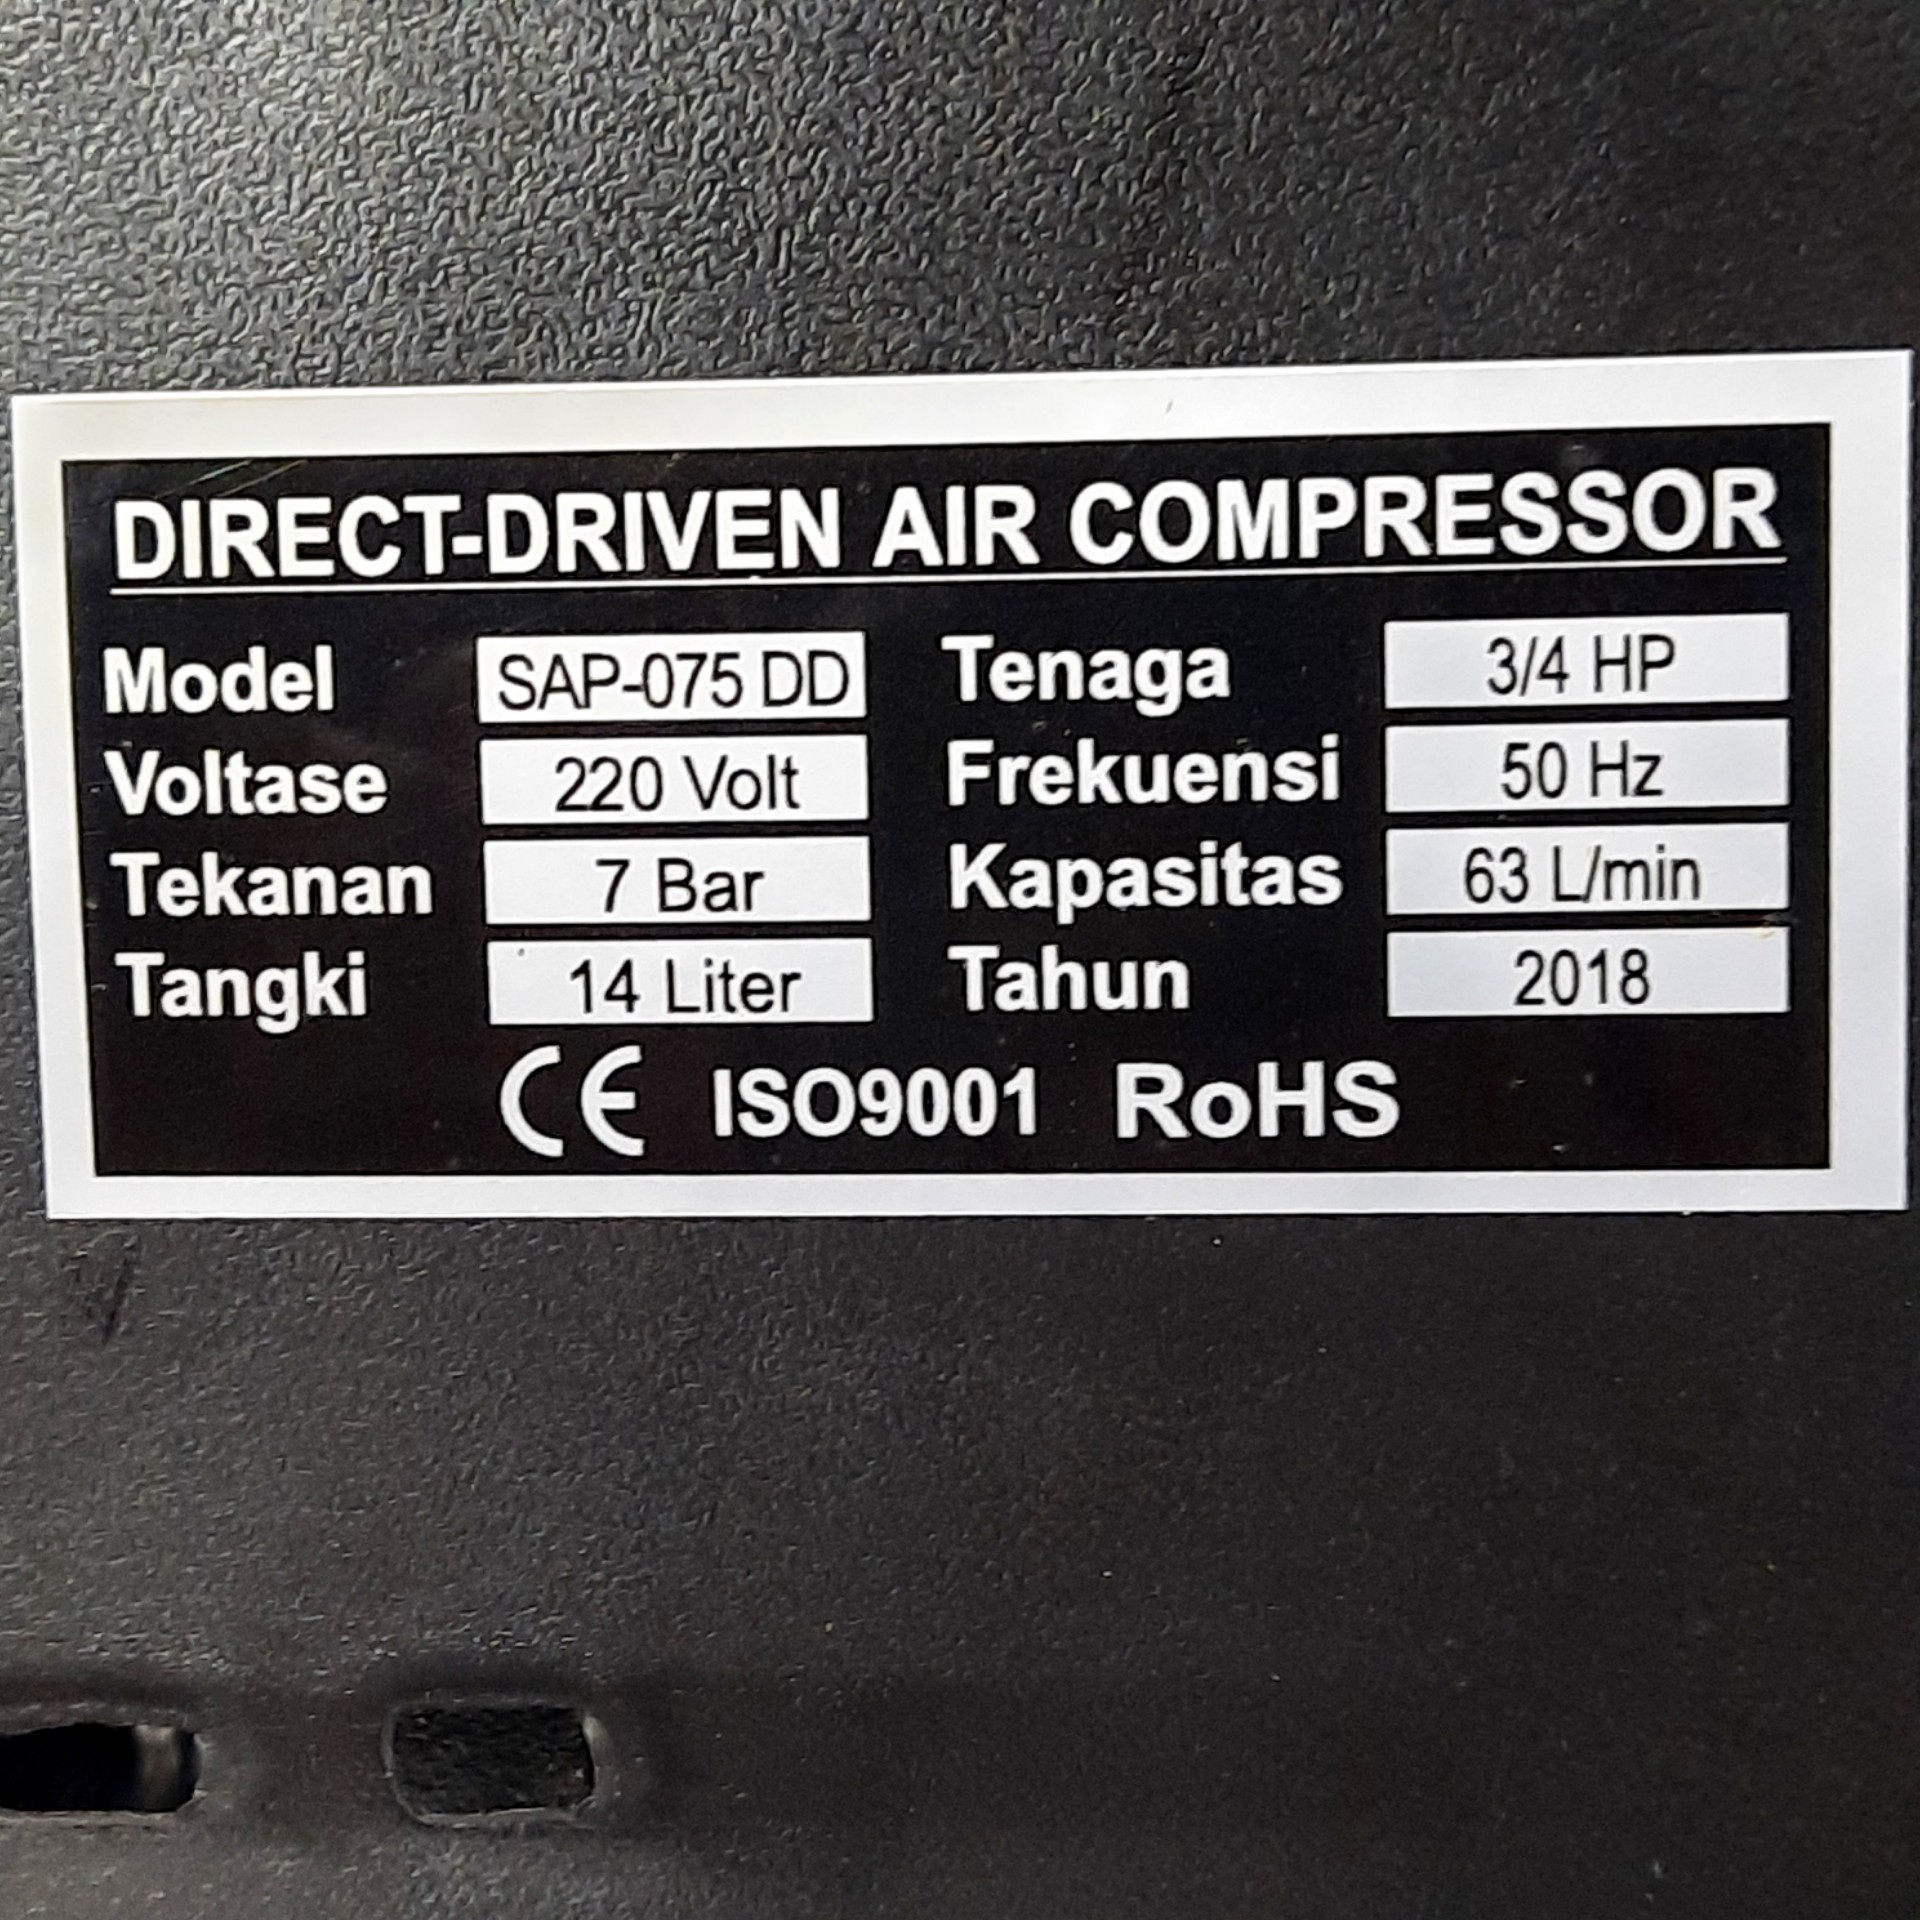 DIRECT-DRIVEN AIR COMPRESSOR
Model SAP-075 DD Tenaga 3/4 HP
Voltase 220 Volt Frekuensi 50 Hz
Tekanan 7 Bar Kapasitas 63 L/min
Tangki 14 Liter Tahun 2018
CE ISO9001 RoHS